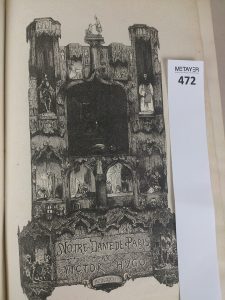 METAYER
472
NOTRE-DAME DE PARIS
VICTOR HUGO